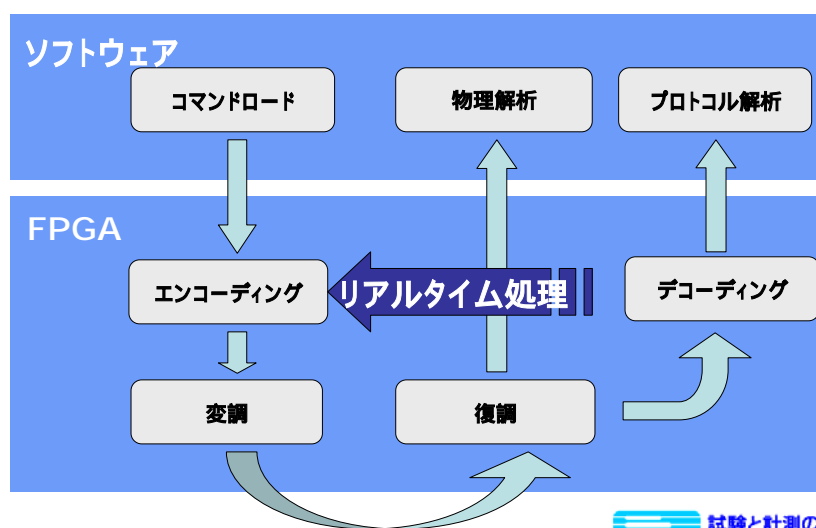 ソフトウェア
コマンドロード
物理解析
プロトコル解析
FPGA
エンコーディング
リアルタイム処理
デコーディング
変調
復調
試験と計測の